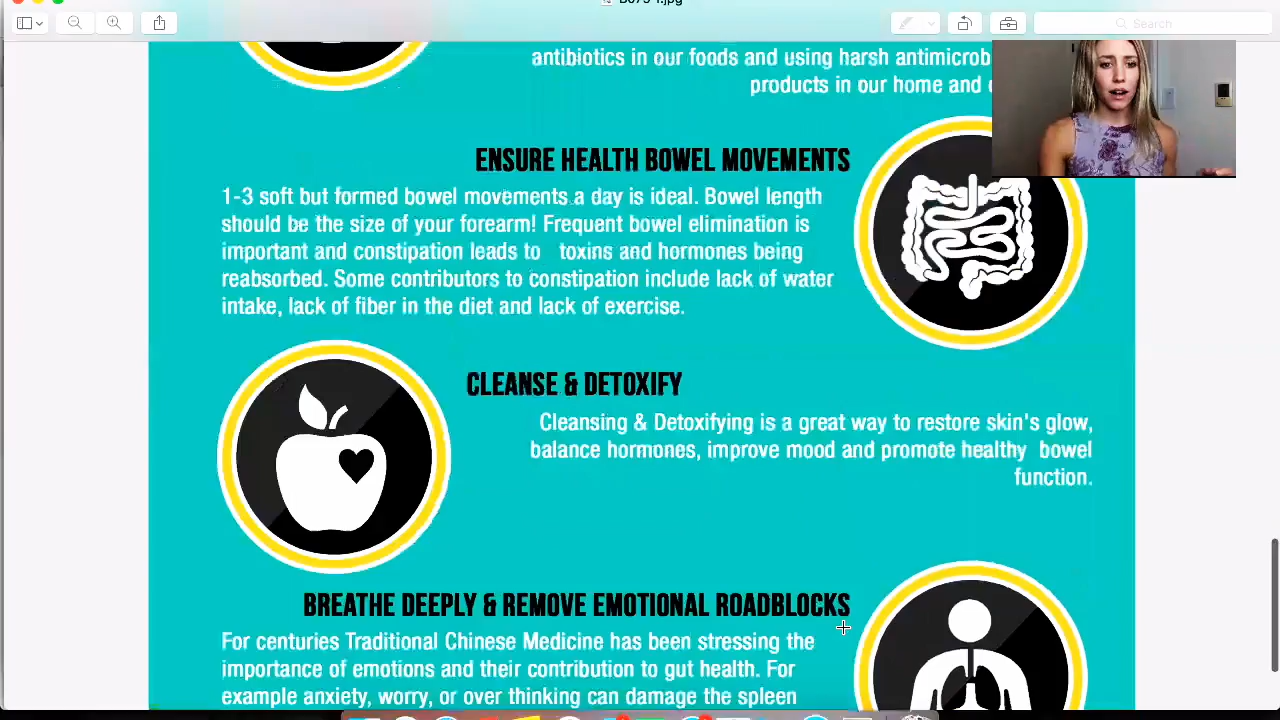 Search
antibiotics in our foods and using harsh
products in our home and
ENSURE HEALTH BOWEL MOVEMENTS
1-3 soft but formed bowel movements a day is ideal. Bowel length
should be the size of your forearm! Frequent bowel elimination is
important and constipation leads to toxins and hormones being
reabsorbed. Some contributors to constipation include lack of water
intake, lack of fiber in the diet and lack of exercise.
CLEANSE & DETOXIFY
Cleansing & Detoxifying is a great way to restore skin's glow,
balance hormones, improve mood and promote healthy bowel
function.
BREATHE DEEPLY & REMOVE EMOTIONAL ROADBLOCKS
For centuries Traditional Chinese Medicine has been stressing the
importance of emotions and their contribution to gut health. For
example anxiety, worry, or over thinking can damage the spleen